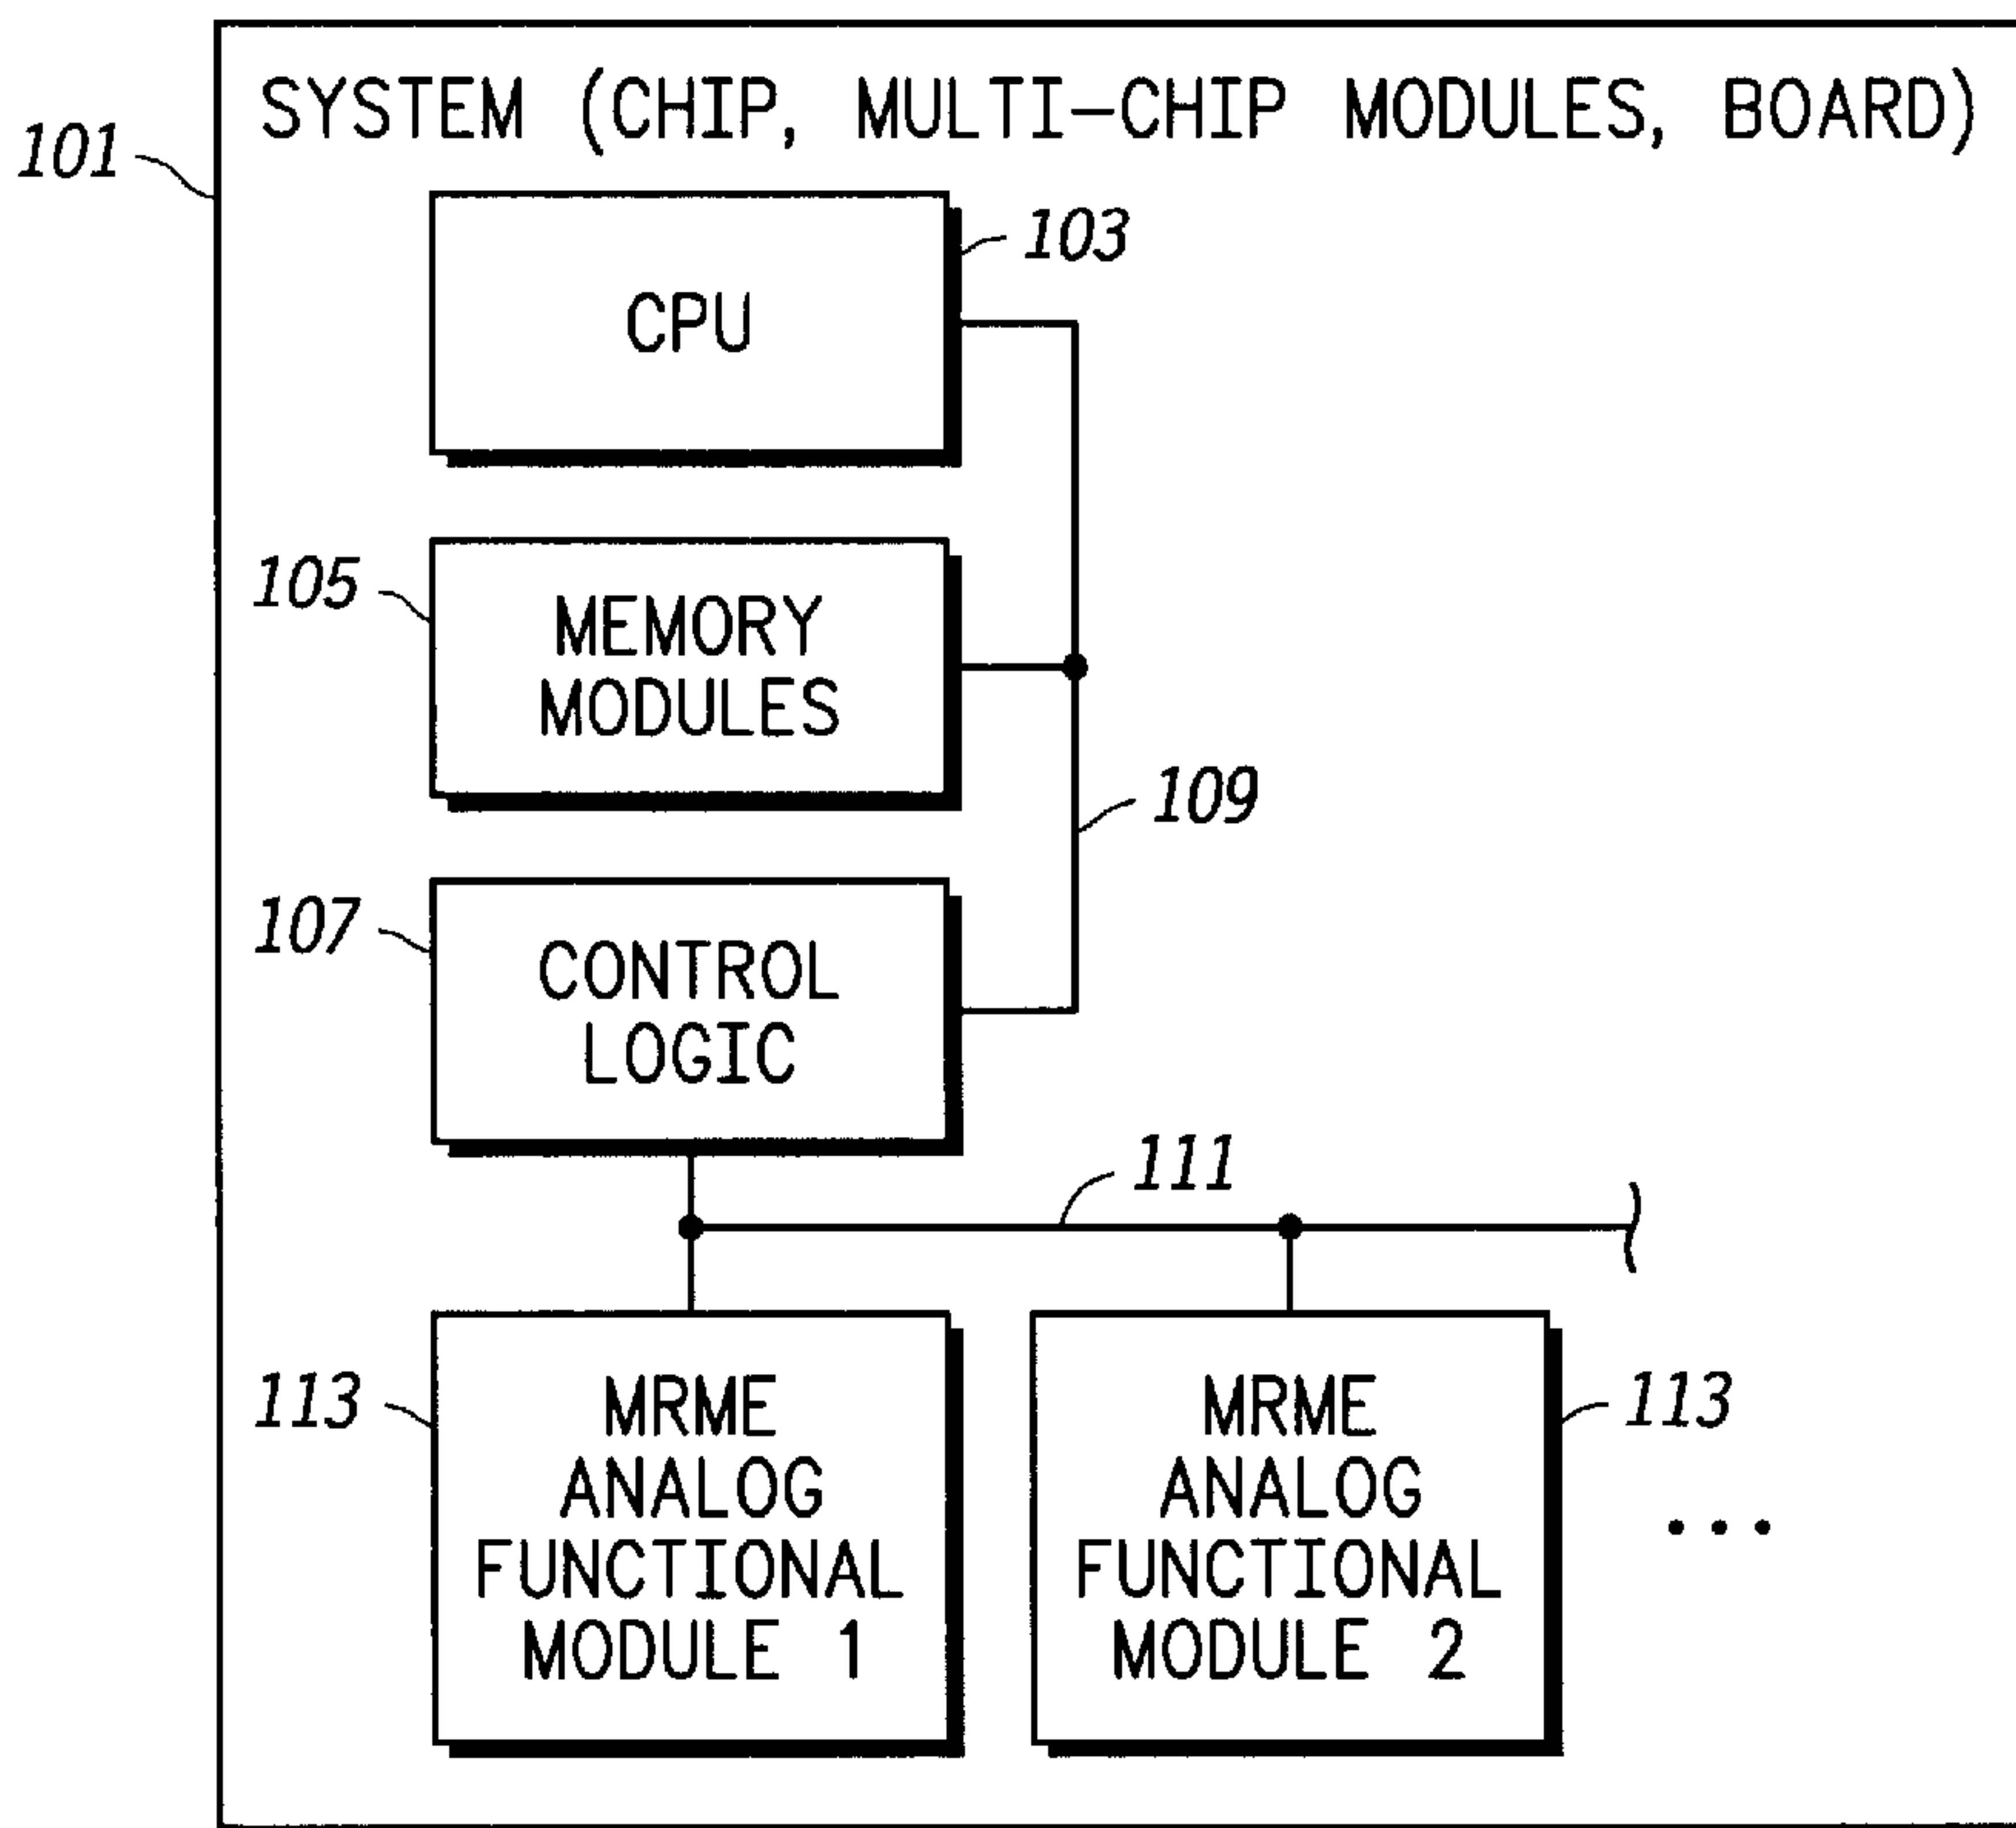 SYSTEM (CHIP, MULTI-CHIP MODULES, BOARD)
101
103
CPU
105
MEMORY
MODULES
109
107
CONTROL
LOGIC
111
113
MRME
ANALOG
FUNCTIONAL
MODULE 1
MRME
ANALOG
FUNCTIONAL
MODULE 2
113
...